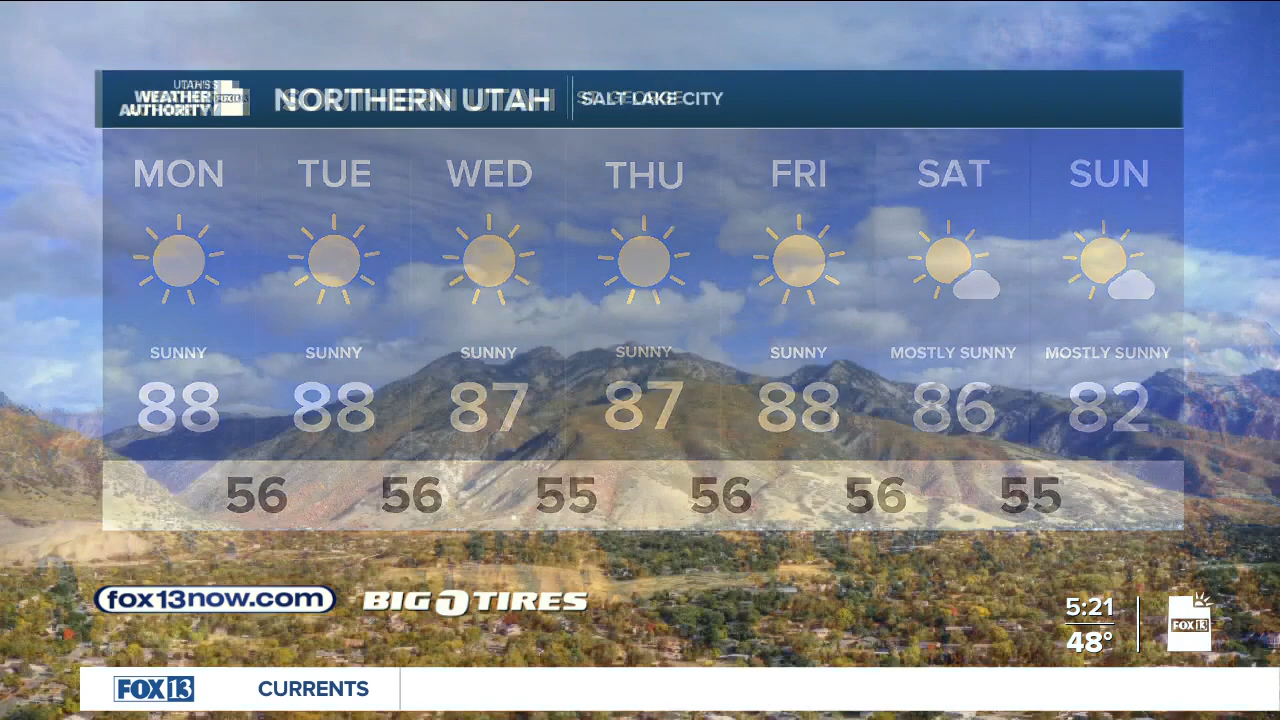 UTAH'S
WEATHER
AUTHORITY
FOX 13
NORTHERN UTAH
SALT LAKE CITY
MON TUE WED THU FRI SAT SUN
SUNNY SUNNY SUNNY SUNNY SUNNY MOSTLY SUNNY MOSTLY SUNNY
88 88 87 87 88 86 82
56 56 55 56 56 55
fox13now.com BIG O TIRES
5:21
48°
FOX 13
FOX 13 CURRENTS